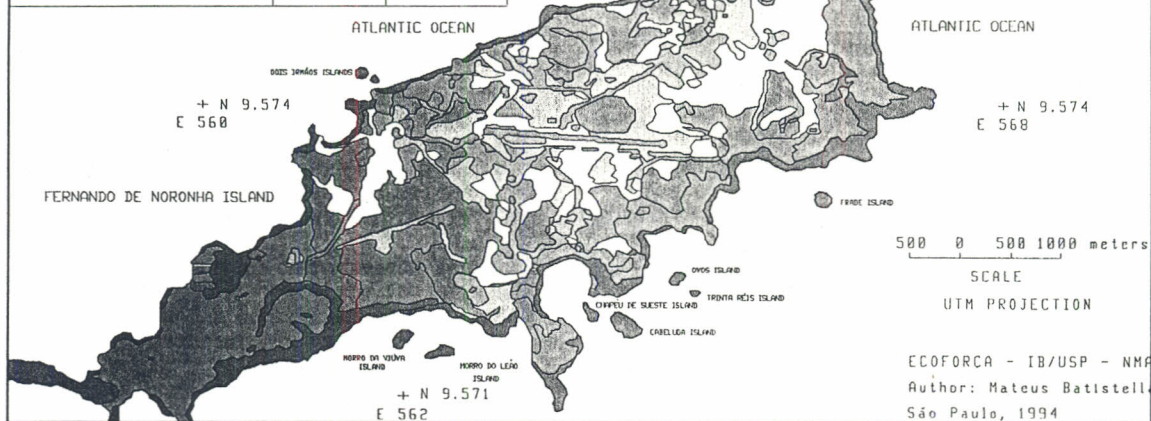 ATLANTIC OCEAN
ATLANTIC OCEAN
DOIS IRMÃOS ISLANDS
+ N 9.574
E 560
+ N 9.574
E 568
FERNANDO DE NORONHA ISLAND
FRADE ISLAND
500 0 500 1000 meters
SCALE
UTM PROJECTION
OVOS ISLAND
TRINTA RÉIS ISLAND
CHAPEU DE SUESTE ISLAND
CABELUDA ISLAND
MORRO DA VIÚVA
ISLAND
MORRO DO LEÃO
ISLAND
+ N 9.571
E 562
ECOFORÇA - IB/USP - NMA
Author: Mateus Batistell
São Paulo, 1994